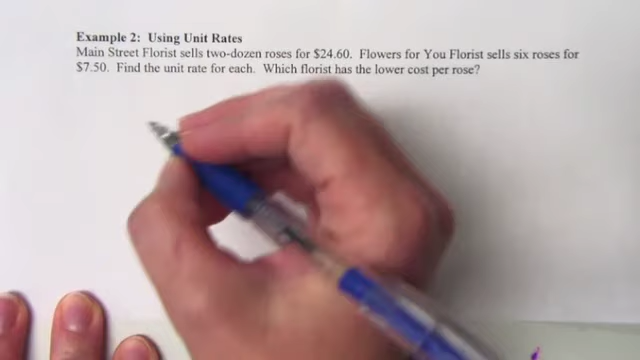 Example 2: Using Unit Rates
Main Street Florist sells two-dozen roses for $24.60. Flowers for You Florist sells six roses for
$7.50. Find the unit rate for each. Which florist has the lower cost per rose?